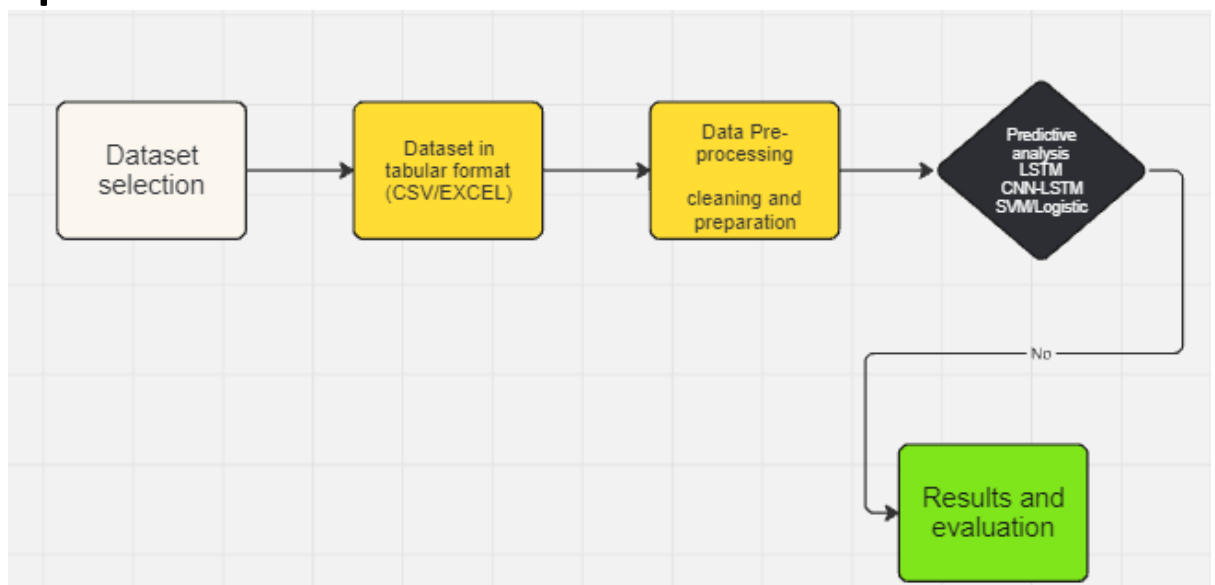 Dataset
selection
Dataset in
tabular format
(CSV/EXCEL)
Data Pre-
processing
cleaning and
preparation
Predictive
analysis
LSTM
CNN-LSTM
SVM/Logistic
No
Results and
evaluation